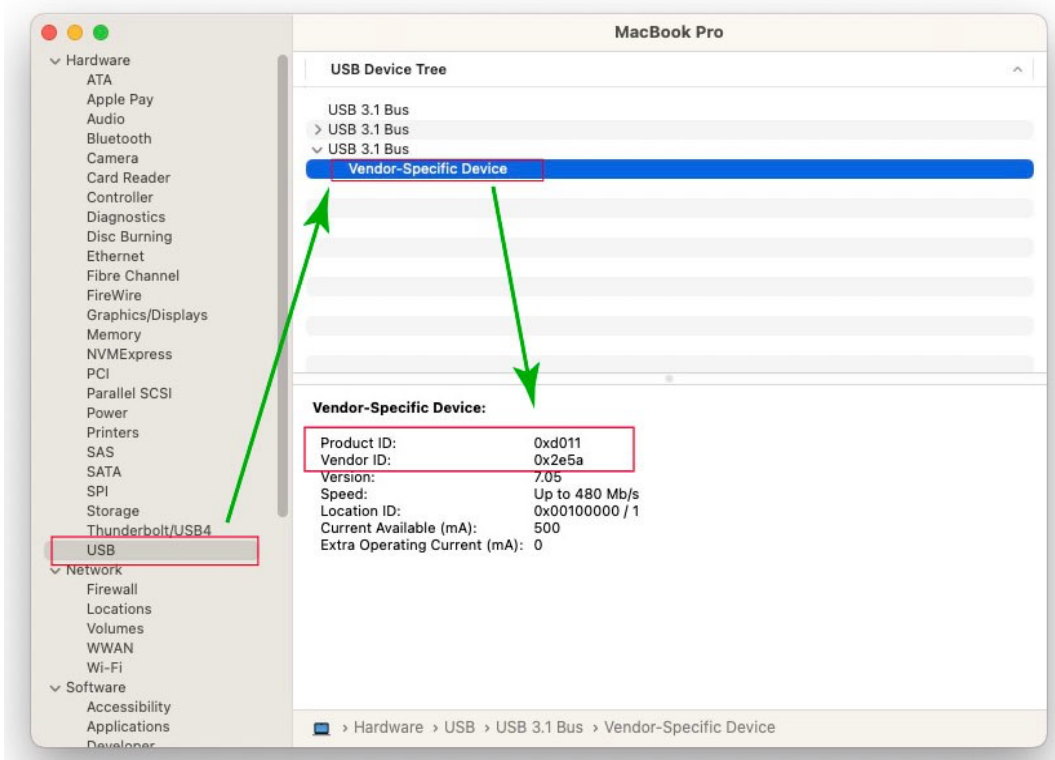 MacBook Pro
Hardware
ATA
Apple Pay
Audio
Bluetooth
Camera
Card Reader
Controller
Diagnostics
Disc Burning
Ethernet
Fibre Channel
FireWire
Graphics/Displays
Memory
NVMExpress
PCI
Parallel SCSI
Power
Printers
SAS
SATA
SPI
Storage
Thunderbolt/USB4
USB
Network
Firewall
Locations
Volumes
WWAN
Wi-Fi
Software
Accessibility
Applications
Developer
USB Device Tree
USB 3.1 Bus
USB 3.1 Bus
USB 3.1 Bus
Vendor-Specific Device
Vendor-Specific Device:
Product ID: 0xd011
Vendor ID: 0x2e5a
Version: 7.05
Speed: Up to 480 Mb/s
Location ID: 0x00100000 / 1
Current Available (mA): 500
Extra Operating Current (mA): 0
› Hardware › USB › USB 3.1 Bus › Vendor-Specific Device